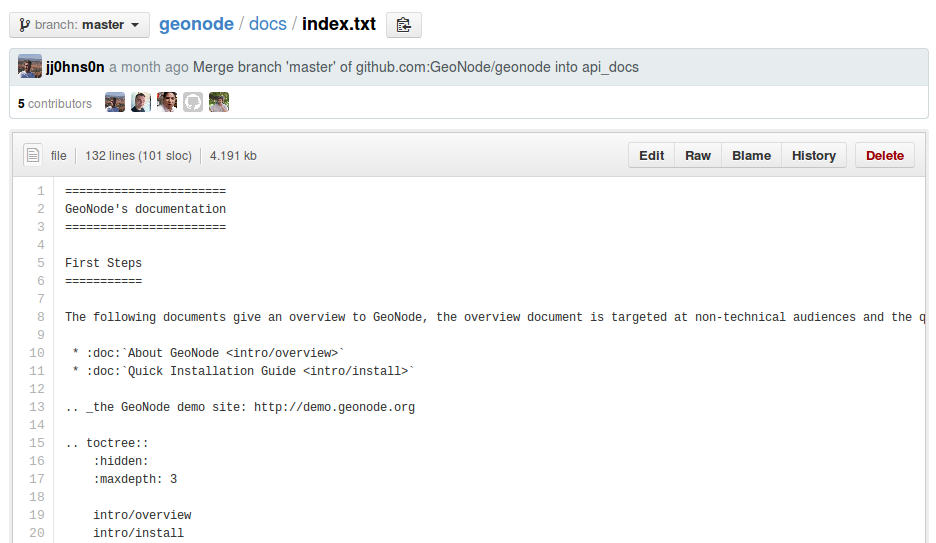 branch: master geonode / docs / index.txt
jj0hns0n a month ago Merge branch 'master' of github.com:GeoNode/geonode into api_docs
5 contributors
file 132 lines (101 sloc) 4.191 kb Edit Raw Blame History Delete
1 =======================
2 GeoNode's documentation
3 =======================
4
5 First Steps
6 ===========
7
8 The following documents give an overview to GeoNode, the overview document is targeted at non-technical audiences and the q
9
10 * :doc:`About GeoNode <intro/overview>`
11 * :doc:`Quick Installation Guide <intro/install>`
12
13 .. _the GeoNode demo site: http://demo.geonode.org
14
15 .. toctree::
16 :hidden:
17 :maxdepth: 3
18
19 intro/overview
20 intro/install